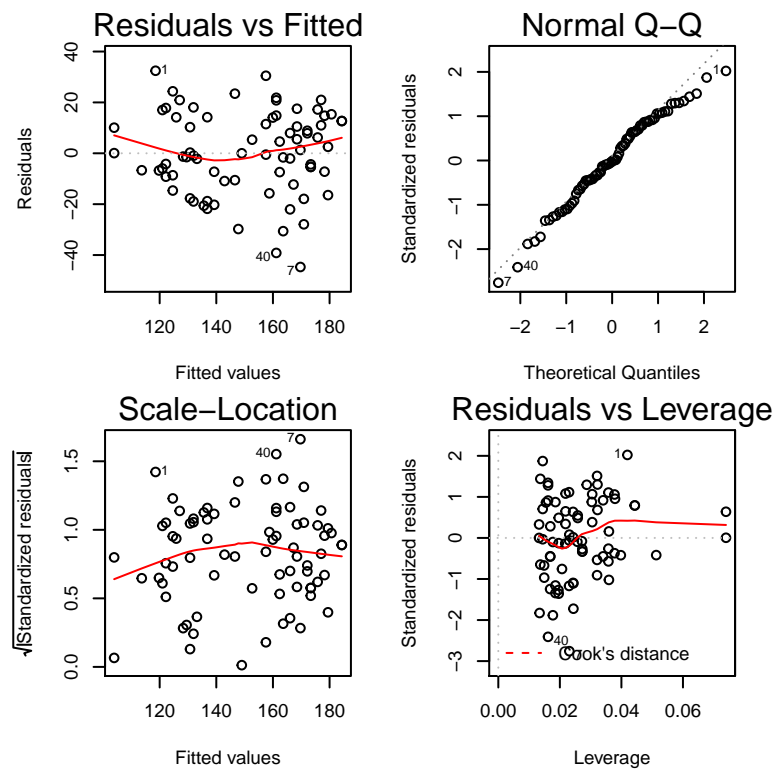 Residuals vs Fitted
40
20
0
−20
−40
Residuals
1
40
7
120 140 160 180
Fitted values
Normal Q−Q
2
1
0
−1
−2
Standardized residuals
1
40
7
−2 −1 0 1 2
Theoretical Quantiles
Scale−Location
1.5
1.0
0.5
0.0
√|Standardized residuals|
7
40
1
120 140 160 180
Fitted values
Residuals vs Leverage
2
1
0
−1
−2
−3
Standardized residuals
1
40
7
Cook's distance
0.00 0.02 0.04 0.06
Leverage